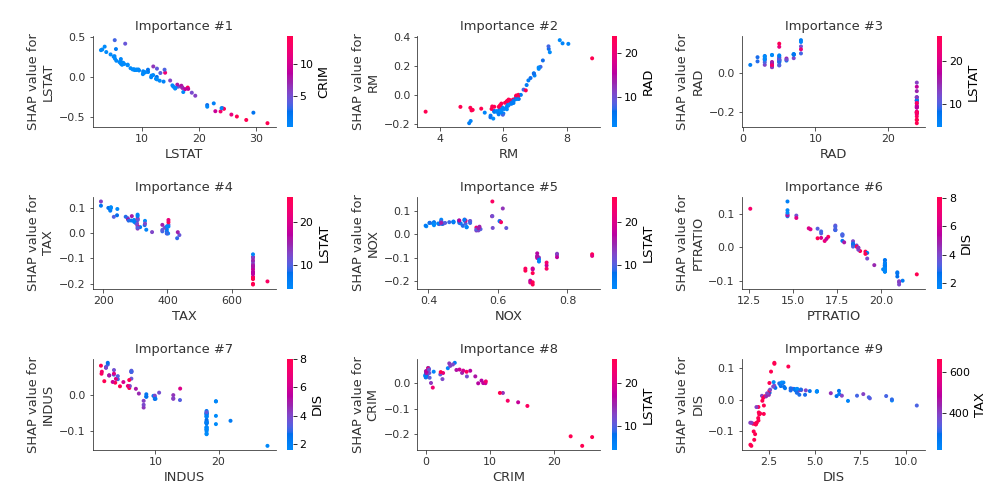 Importance #1
Importance #2
Importance #3
SHAP value for
LSTAT
0.5
0.0
−0.5
10
20
30
LSTAT
10
5
CRIM
SHAP value for
RM
0.4
0.2
0.0
−0.2
4
6
8
RM
20
10
RAD
SHAP value for
RAD
0.0
−0.2
0
10
20
RAD
20
10
LSTAT
Importance #4
Importance #5
Importance #6
SHAP value for
TAX
0.1
0.0
−0.1
−0.2
200
400
600
TAX
20
10
LSTAT
SHAP value for
NOX
0.1
0.0
−0.1
−0.2
0.4
0.6
0.8
NOX
20
10
LSTAT
SHAP value for
PTRATIO
0.1
0.0
−0.1
12.5
15.0
17.5
20.0
PTRATIO
8
6
4
2
DIS
Importance #7
Importance #8
Importance #9
SHAP value for
INDUS
0.0
−0.1
10
20
INDUS
8
6
4
2
DIS
SHAP value for
CRIM
0.0
−0.1
−0.2
0
10
20
CRIM
20
10
LSTAT
SHAP value for
DIS
0.1
0.0
−0.1
2.5
5.0
7.5
10.0
DIS
600
400
TAX